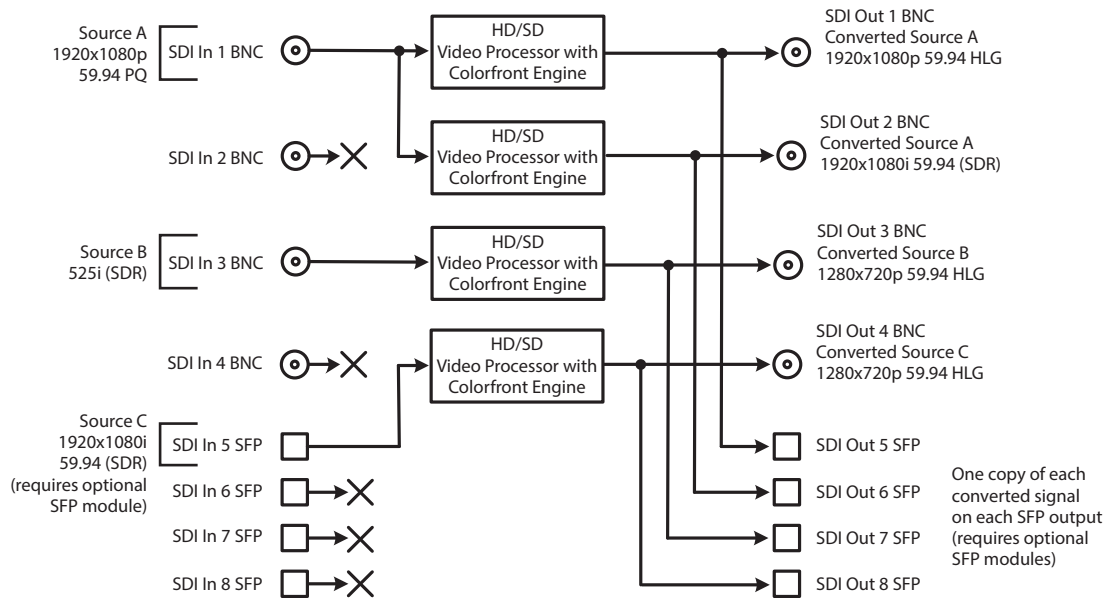 Source A
1920x1080p
59.94 PQ
SDI In 1 BNC
HD/SD
Video Processor with
Colorfront Engine
SDI Out 1 BNC
Converted Source A
1920x1080p 59.94 HLG
SDI In 2 BNC
HD/SD
Video Processor with
Colorfront Engine
SDI Out 2 BNC
Converted Source A
1920x1080i 59.94 (SDR)
Source B
525i (SDR)
SDI In 3 BNC
HD/SD
Video Processor with
Colorfront Engine
SDI Out 3 BNC
Converted Source B
1280x720p 59.94 HLG
SDI In 4 BNC
HD/SD
Video Processor with
Colorfront Engine
SDI Out 4 BNC
Converted Source C
1280x720p 59.94 HLG
Source C
1920x1080i
59.94 (SDR)
(requires optional
SFP module)
SDI In 5 SFP
SDI In 6 SFP
SDI In 7 SFP
SDI In 8 SFP
SDI Out 5 SFP
SDI Out 6 SFP
SDI Out 7 SFP
SDI Out 8 SFP
One copy of each
converted signal
on each SFP output
(requires optional
SFP modules)